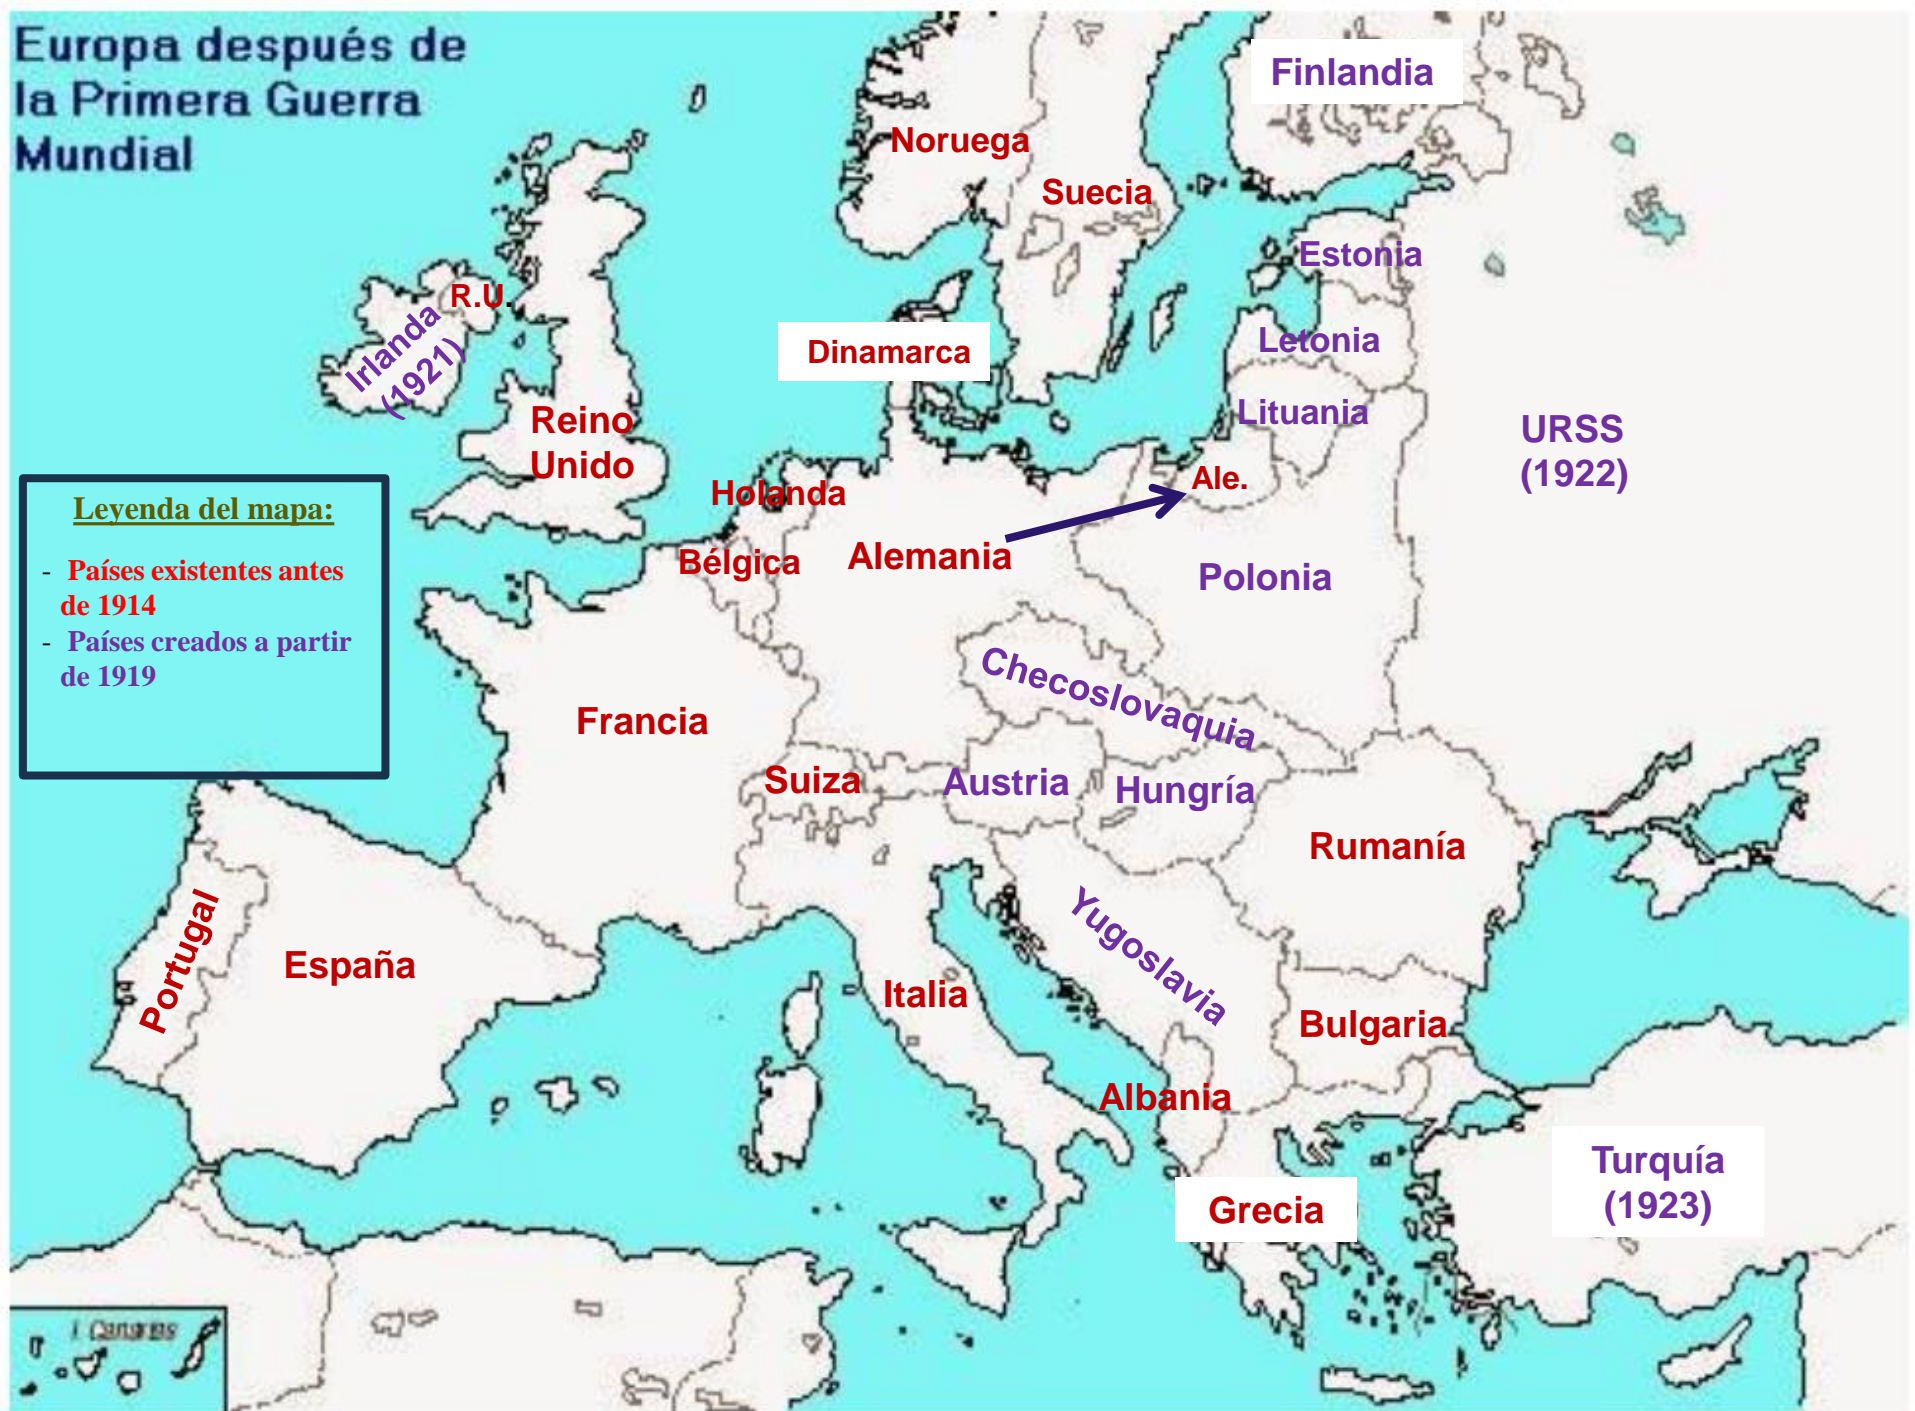 Europa después de
la Primera Guerra
Mundial
Finlandia
Noruega
Suecia
Estonia
R.U.
Irlanda
(1921)
Letonia
Dinamarca
Lituania
Reino
Unido
URSS
(1922)
Holanda
Ale.
Leyenda del mapa:
- Países existentes antes
de 1914
- Países creados a partir
de 1919
Bélgica
Alemania
Polonia
Checoslovaquia
Francia
Suiza
Austria
Hungría
Rumanía
Yugoslavia
Portugal
España
Italia
Bulgaria
Albania
Turquía
(1923)
Grecia
I. Canarias